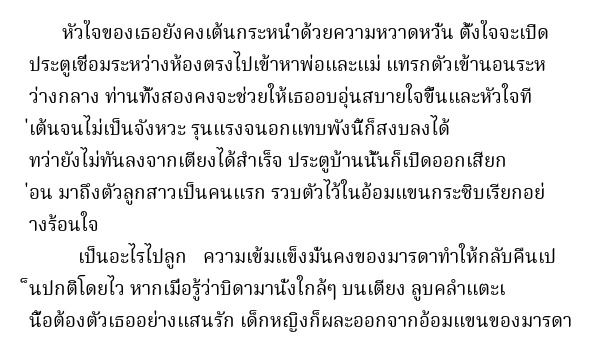 หัวใจของเธอยังคงเต้นกระหน่ำด้วยความหวาดหวั่น ตั้งใจจะเปิด
ประตูเชื่อมระหว่างห้องตรงไปเข้าหาพ่อและแม่ แทรกตัวเข้านอนระห
ว่างกลาง ท่านทั้งสองคงจะช่วยให้เธออบอุ่นสบายใจขึ้นและหัวใจที
่เต้นจนไม่เป็นจังหวะ รุนแรงจนอกแทบพังนี้ก็สงบลงได้
ทว่ายังไม่ทันลงจากเตียงได้สำเร็จ ประตูบ้านนั้นก็เปิดออกเสียก
่อน มาถึงตัวลูกสาวเป็นคนแรก รวบตัวไว้ในอ้อมแขนกระซิบเรียกอย่
างร้อนใจ
เป็นอะไรไปลูก ความเข้มแข็งมั่นคงของมารดาทำให้กลับคืนเป
็นปกติโดยไว หากเมื่อรู้ว่าบิดามานั่งใกล้ๆ บนเตียง ลูบคลำแตะเ
นื้อต้องตัวเธออย่างแสนรัก เด็กหญิงก็ผละออกจากอ้อมแขนของมารดา